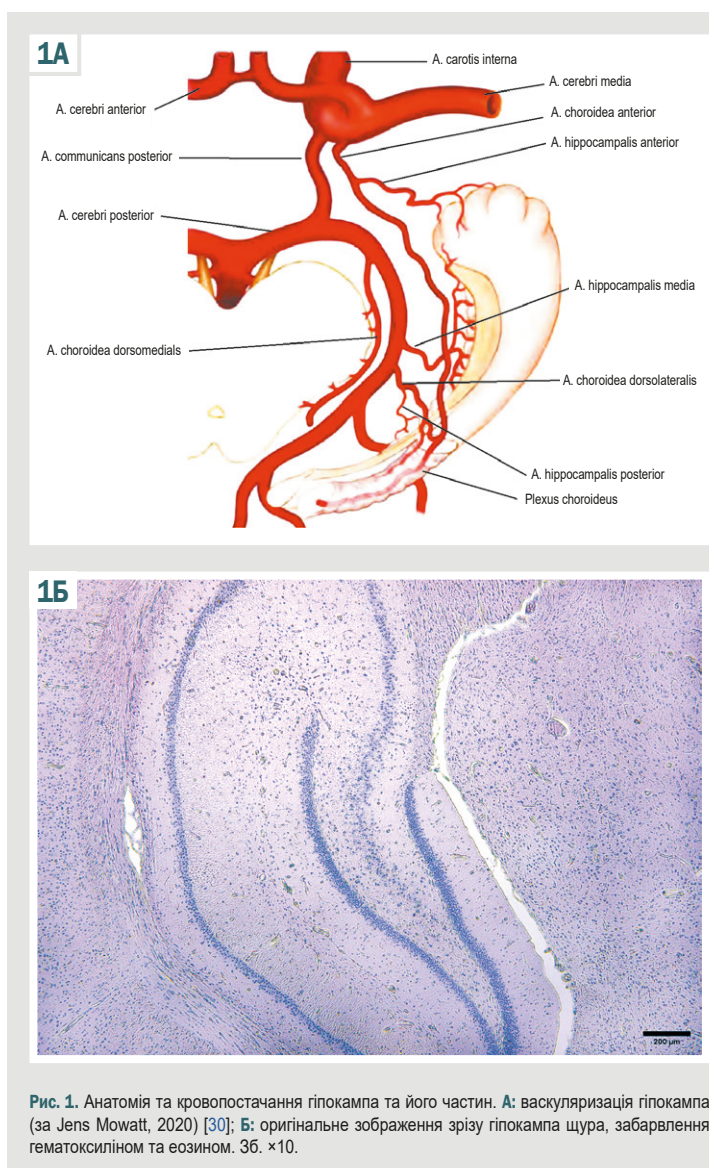 1А
A. carotis interna
A. cerebri media
A. cerebri anterior
A. choroidea anterior
A. hippocampalis anterior
A. communicans posterior
A. cerebri posterior
A. hippocampalis media
A. choroidea dorsomedials
A. choroidea dorsolateralis
A. hippocampalis posterior
Plexus choroideus
1Б
200 µm
Рис. 1. Анатомія та кровопостачання гіпокампа та його частин. А: васкуляризація гіпокампа
(за Jens Mowatt, 2020) [30]; Б: оригінальне зображення зрізу гіпокампа щура, забарвлення
гематоксиліном та еозином. Зб. ×10.